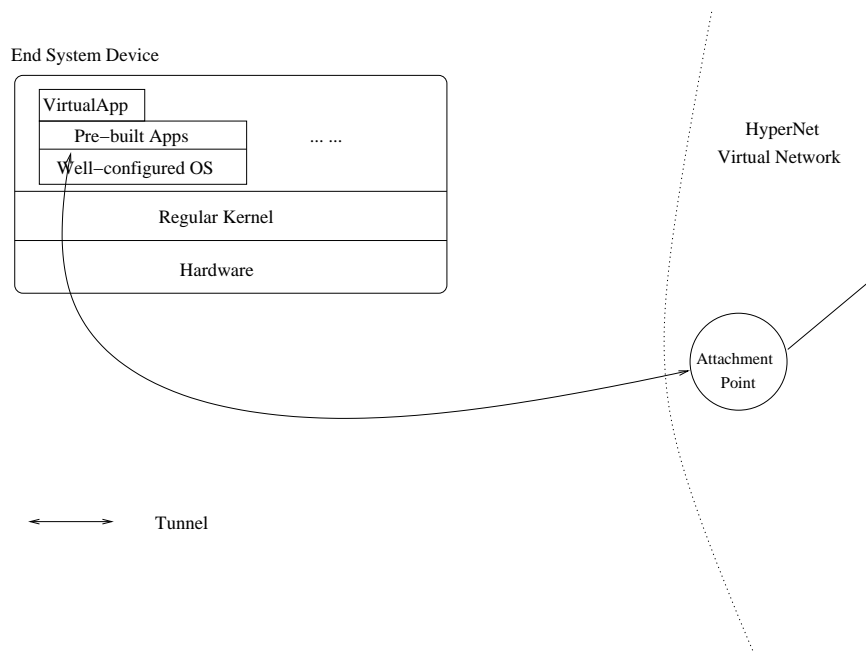 End System Device
VirtualApp
Pre−built Apps
... ...
Well−configured OS
Regular Kernel
Hardware
HyperNet
Virtual Network
Attachment
Point
Tunnel